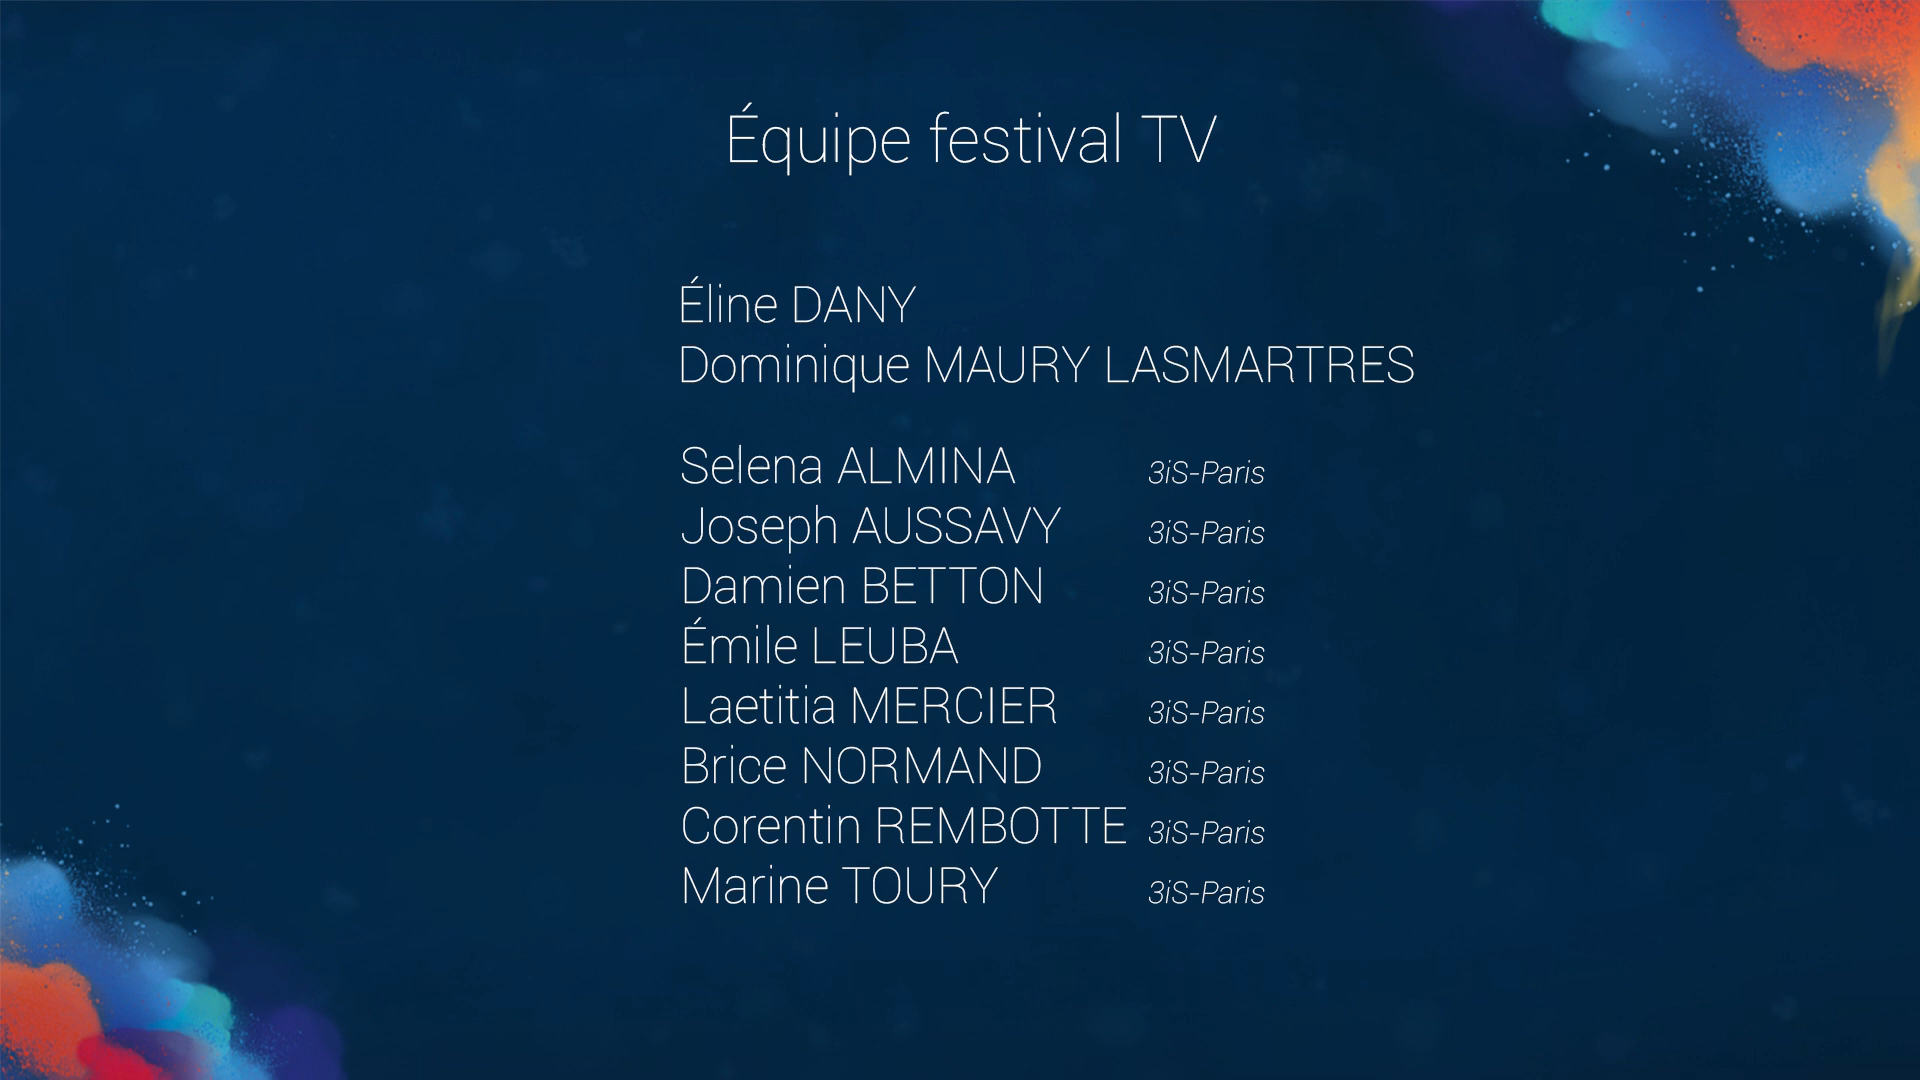 Équipe festival TV
Éline DANY
Dominique MAURY LASMARTRES
Selena ALMINA 3iS-Paris
Joseph AUSSAVY 3iS-Paris
Damien BETTON 3iS-Paris
Émile LEUBA 3iS-Paris
Laetitia MERCIER 3iS-Paris
Brice NORMAND 3iS-Paris
Corentin REMBOTTE 3iS-Paris
Marine TOURY 3iS-Paris